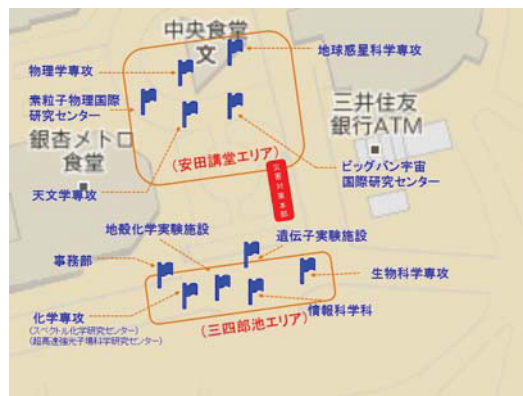 中央食堂
文
地球惑星科学専攻
物理学専攻
素粒子物理国際
研究センター
三井住友
銀行ATM
銀杏メトロ
食堂
(安田講堂エリア)
ビッグバン宇宙
国際研究センター
天文学専攻
災害対策本部
地殻化学実験施設
遺伝子実験施設
事務部
生物科学専攻
化学専攻
(スペクトル化学研究センター)
(超高速強光子場科学研究センター)
情報科学科
(三四郎池エリア)